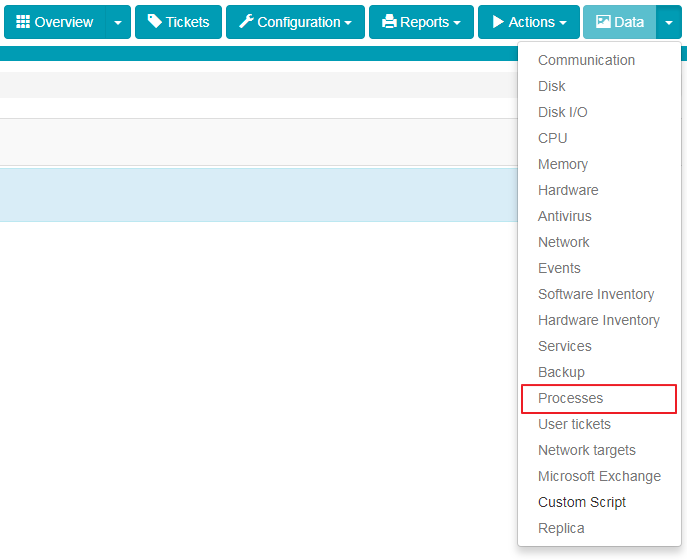 Overview Tickets Configuration Reports Actions Data
Communication
Disk
Disk I/O
CPU
Memory
Hardware
Antivirus
Network
Events
Software Inventory
Hardware Inventory
Services
Backup
Processes
User tickets
Network targets
Microsoft Exchange
Custom Script
Replica